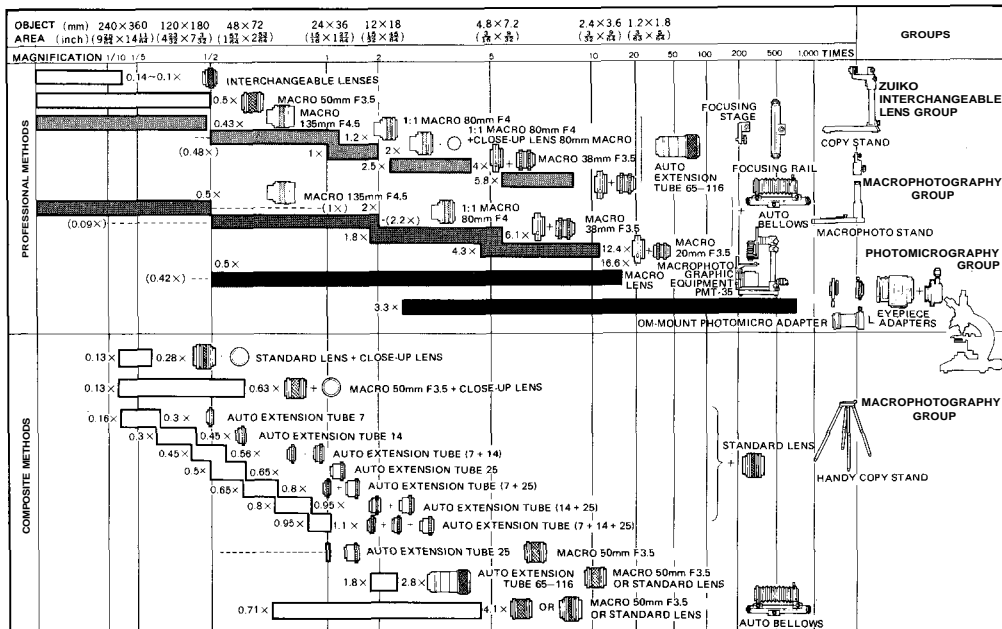 OBJECT (mm) 240×360 120×180 48×72 24×36 12×18 4.8×7.2 2.4×3.6 1.2×1.8
AREA (inch)
GROUPS
MAGNIFICATION 1/10 1/5 1/2 1 2 5 10 20 50 100 200 500 1,000 TIMES
PROFESSIONAL METHODS
0.14~0.1× INTERCHANGEABLE LENSES
0.5× MACRO 50mm F3.5
0.43× MACRO 135mm F4.5
(0.48×) 1× 1.2× 1:1 MACRO 80mm F4
2× 1:1 MACRO 80mm F4
+CLOSE-UP LENS 80mm MACRO
2.5× 4× + MACRO 38mm F3.5
5.8× +
AUTO
EXTENSION
TUBE 65-116
FOCUSING
STAGE
FOCUSING RAIL
+
AUTO
BELLOWS
ZUIKO
INTERCHANGEABLE
LENS GROUP
COPY STAND
MACROPHOTOGRAPHY
GROUP
MACROPHOTO STAND
0.5× MACRO 135mm F4.5
(0.09×) (1×) 2× (2.2×) 1:1 MACRO
80mm F4
1.8× 6.1× + MACRO
38mm F3.5
4.3× 12.4× + MACRO
20mm F3.5
0.5× 16.6×
(0.42×) MACRO
LENS
MACROPHOTO
GRAPHIC
EQUIPMENT
PMT-35
3.3× OM-MOUNT PHOTOMICRO ADAPTER L
PHOTOMICROGRAPHY
GROUP
+
EYEPIECE
ADAPTERS
COMPOSITE METHODS
0.13× 0.28× STANDARD LENS + CLOSE-UP LENS
0.13× 0.63× + MACRO 50mm F3.5 + CLOSE-UP LENS
0.16× 0.3× AUTO EXTENSION TUBE 7
0.3× 0.45× AUTO EXTENSION TUBE 14
0.45× 0.56× AUTO EXTENSION TUBE (7 + 14)
0.5× 0.65× AUTO EXTENSION TUBE 25
0.65× 0.8× + AUTO EXTENSION TUBE (7 + 25)
0.8× 0.95× + AUTO EXTENSION TUBE (14 + 25)
0.95× 1.1× + + AUTO EXTENSION TUBE (7 + 14 + 25)
+ STANDARD LENS
MACROPHOTOGRAPHY
GROUP
HANDY COPY STAND
AUTO EXTENSION TUBE 25 MACRO 50mm F3.5
1.8× 2.8× AUTO EXTENSION
TUBE 65-116
MACRO 50mm F3.5
OR STANDARD LENS
0.71× 4.1× OR MACRO 50mm F3.5
OR STANDARD LENS
AUTO BELLOWS